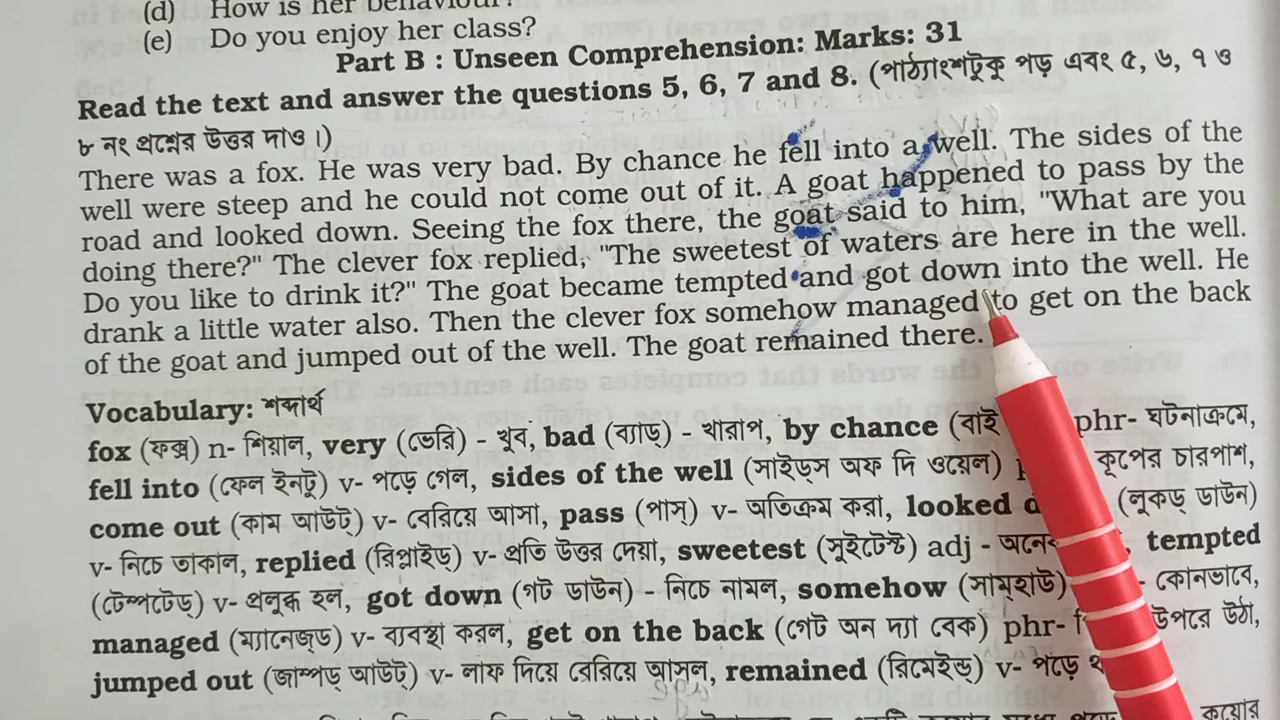 (d) How is her behaviour?
(e) Do you enjoy her class?
Part B : Unseen Comprehension: Marks: 31
Read the text and answer the questions 5, 6, 7 and 8. (পাঠ্যাংশটুকু পড় এবং ৫, ৬, ৭ ও
৮ নং প্রশ্নের উত্তর দাও।)
There was a fox. He was very bad. By chance he fell into a well. The sides of the
well were steep and he could not come out of it. A goat happened to pass by the
road and looked down. Seeing the fox there, the goat said to him, "What are you
doing there?" The clever fox replied, "The sweetest of waters are here in the well.
Do you like to drink it?" The goat became tempted and got down into the well. He
drank a little water also. Then the clever fox somehow managed to get on the back
of the goat and jumped out of the well. The goat remained there.
Vocabulary: শব্দার্থ
fox (ফক্স) n- শিয়াল, very (ভেরি) - খুব, bad (ব্যাড্) - খারাপ, by chance (বাই phr- ঘটনাক্রমে,
fell into (ফেল ইনটু) v- পড়ে গেল, sides of the well (সাইড্স অফ দি ওয়েল) কূপের চারপাশ,
come out (কাম আউট) v- বেরিয়ে আসা, pass (পাস্) v- অতিক্রম করা, looked (লুকড্ ডাউন)
v- নিচে তাকাল, replied (রিপ্লাইড্) v- প্রতি উত্তর দেয়া, sweetest (সুইটেস্ট) adj - tempted
(টেম্পটেড্) v- প্রলুব্ধ হল, got down (গট ডাউন) - নিচে নামল, somehow (সাম্হাউ) - কোনভাবে,
managed (ম্যানেজ্ড) v- ব্যবস্থা করল, get on the back (গেট অন দ্যা বেক) phr- উপরে উঠা,
jumped out (জাম্পড্ আউট) v- লাফ দিয়ে বেরিয়ে আসল, remained (রিমেইন্ড) v- পড়ে